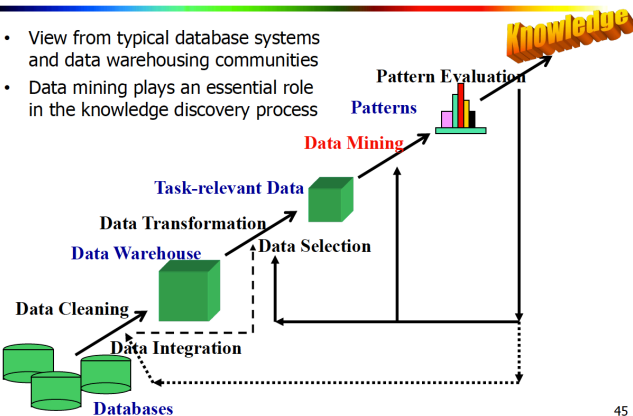 Knowledge
• View from typical database systems
and data warehousing communities
• Data mining plays an essential role
in the knowledge discovery process
Pattern Evaluation
Patterns
Data Mining
Task-relevant Data
Data Transformation
Data Selection
Data Warehouse
Data Cleaning
Data Integration
Databases
45